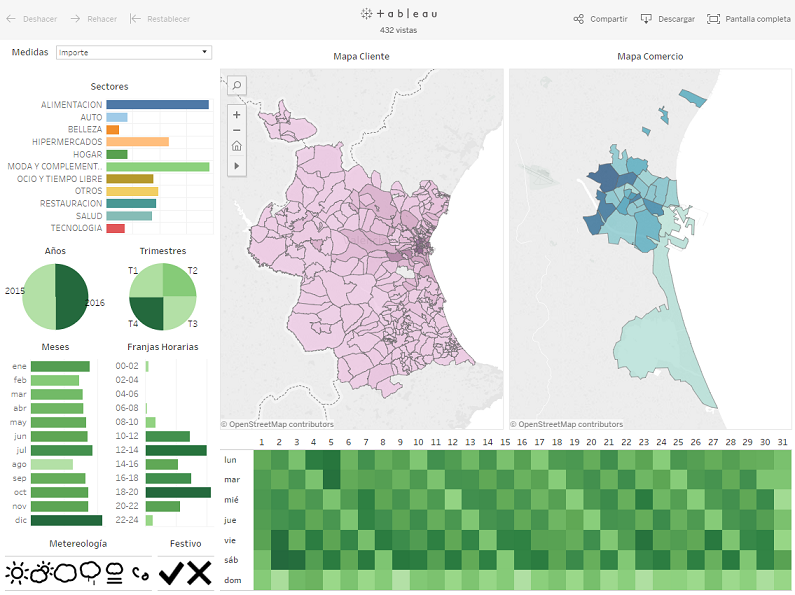 Deshacer Rehacer Restablecer
+ableau
432 vistas
Compartir Descargar Pantalla completa
Medidas Importe
Mapa Cliente
Mapa Comercio
Sectores
ALIMENTACION
AUTO
BELLEZA
HIPERMERCADOS
HOGAR
MODA Y COMPLEMENT..
OCIO Y TIEMPO LIBRE
OTROS
RESTAURACION
SALUD
TECNOLOGIA
Años
2015
2016
Trimestres
T1 T2
T4 T3
Meses
ene
feb
mar
abr
may
jun
jul
ago
sep
oct
nov
dic
Franjas Horarias
00-02
02-04
04-06
06-08
08-10
10-12
12-14
14-16
16-18
18-20
20-22
22-24
Metereología
Festivo
© OpenStreetMap contributors
© OpenStreetMap contributors
1 2 3 4 5 6 7 8 9 10 11 12 13 14 15 16 17 18 19 20 21 22 23 24 25 26 27 28 29 30 31
lun
mar
mié
jue
vie
sáb
dom